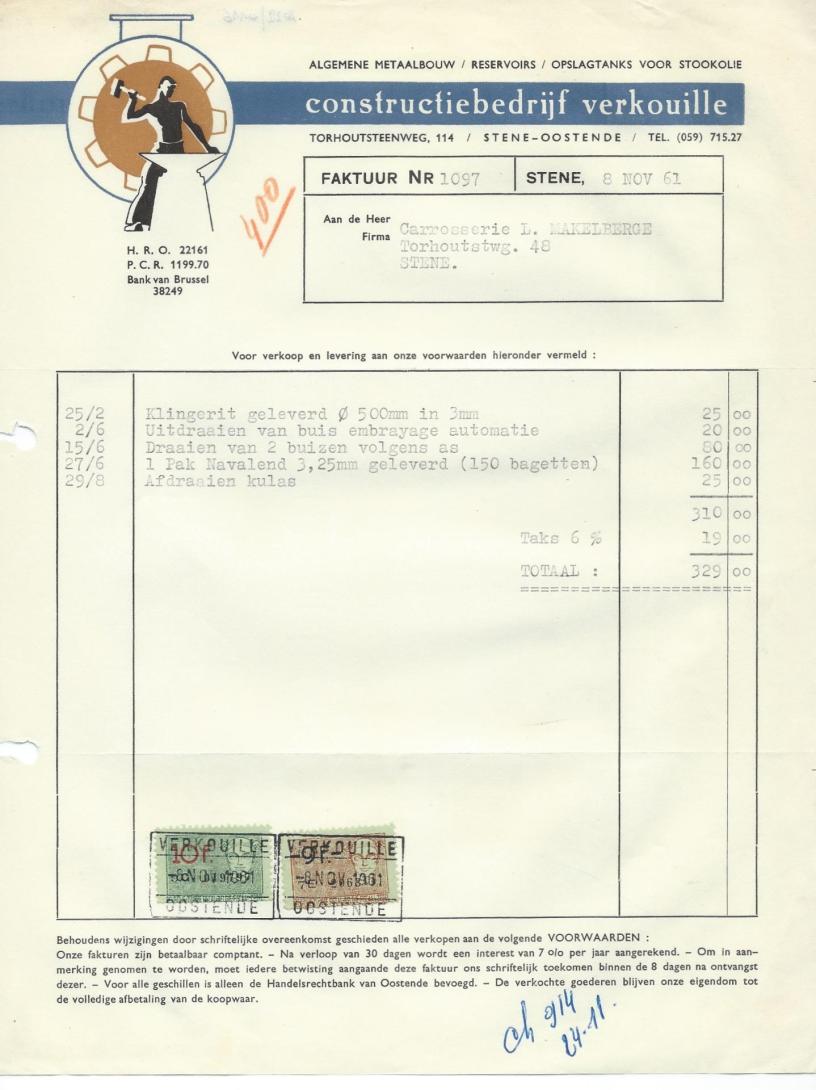 ALGEMENE METAALBOUW / RESERVOIRS / OPSLAGTANKS VOOR STOOKOLIE
constructiebedrijf verkouille
TORHOUTSTEENWEG, 114 / STENE-OOSTENDE / TEL. (059) 715.27
FAKTUUR NR 1097 STENE, 8 NOV 61
400
Aan de Heer
Firma
Carrosserie L. MAKELBERGE
Torhoutstwg. 48
STENE.
H. R. O. 22161
P. C. R. 1199.70
Bank van Brussel
38249
Voor verkoop en levering aan onze voorwaarden hieronder vermeld :
25/2 Klingerit geleverd Ø 500mm in 3mm 25 00
2/6 Uitdraaien van buis embrayage automatie 20 00
15/6 Draaien van 2 buizen volgens as 80 00
27/6 1 Pak Navalend 3,25mm geleverd (150 bagetten) 160 00
29/8 Afdraaien kulas 25 00
310 00
Taks 6 % 19 00
TOTAAL : 329 00
VERKOUILLE VERKOUILLE
10f. 9f.
-8 NOV 1961 -8 NOV 1961
OOSTENDE OOSTENDE
Behoudens wijzigingen door schriftelijke overeenkomst geschieden alle verkopen aan de volgende VOORWAARDEN :
Onze fakturen zijn betaalbaar comptant. – Na verloop van 30 dagen wordt een interest van 7 o/o per jaar aangerekend. – Om in aan-
merking genomen te worden, moet iedere betwisting aangaande deze faktuur ons schriftelijk toekomen binnen de 8 dagen na ontvangst
dezer. – Voor alle geschillen is alleen de Handelsrechtbank van Oostende bevoegd. – De verkochte goederen blijven onze eigendom tot
de volledige afbetaling van de koopwaar.
ch 914
24-11.